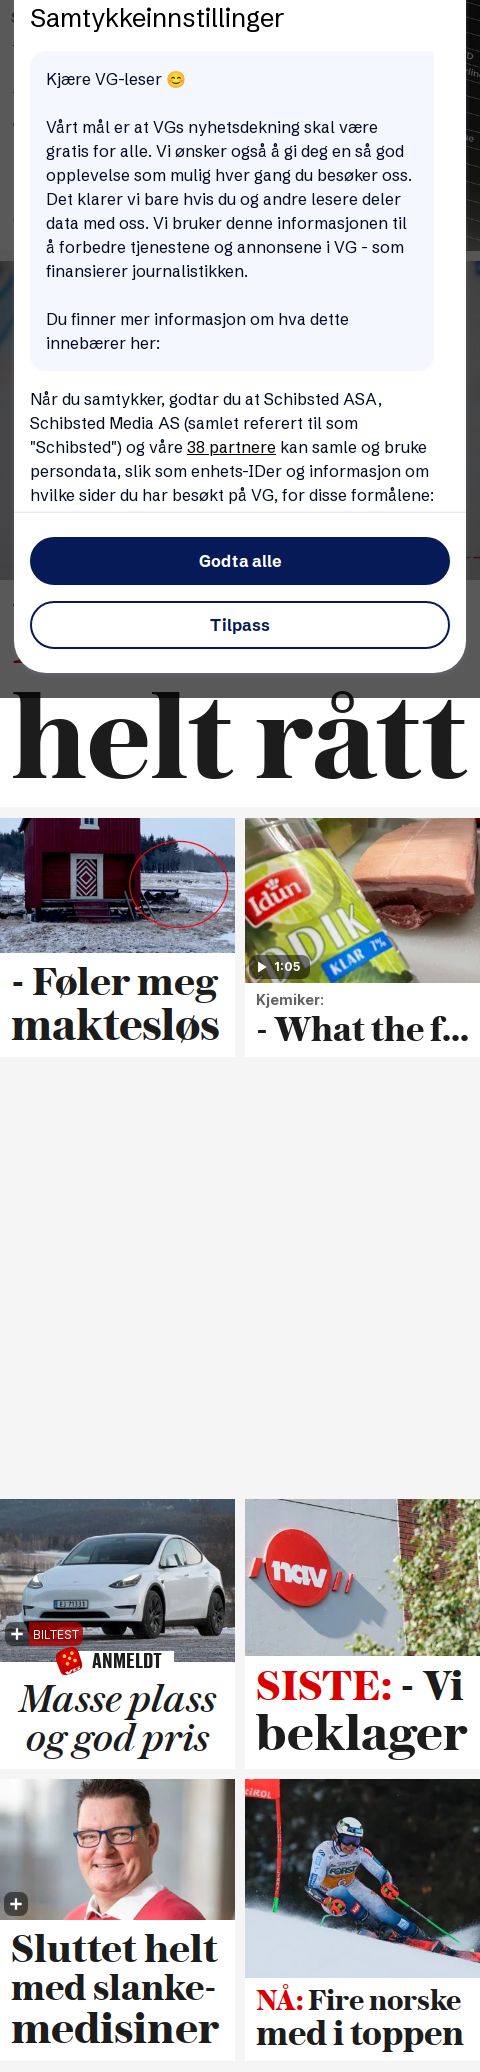 Samtykkeinnstillinger
Kjære VG-leser 😊
Vårt mål er at VGs nyhetsdekning skal være
gratis for alle. Vi ønsker også å gi deg en så god
opplevelse som mulig hver gang du besøker oss.
Det klarer vi bare hvis du og andre lesere deler
data med oss. Vi bruker denne informasjonen til
å forbedre tjenestene og annonsene i VG - som
finansierer journalistikken.
Du finner mer informasjon om hva dette
innebærer her:
Når du samtykker, godtar du at Schibsted ASA,
Schibsted Media AS (samlet referert til som
"Schibsted") og våre 38 partnere kan samle og bruke
persondata, slik som enhets-IDer og informasjon om
hvilke sider du har besøkt på VG, for disse formålene:
Godta alle
Tilpass
helt rått
- Føler meg
maktesløs
Idun
ODIK
KLAR 7%
1:05
Kjemiker:
- What the f...
BILTEST
ANMELDT
Masse plass
og god pris
nav
SISTE: - Vi
beklager
Sluttet helt
med slanke-
medisiner
NÅ: Fire norske
med i toppen